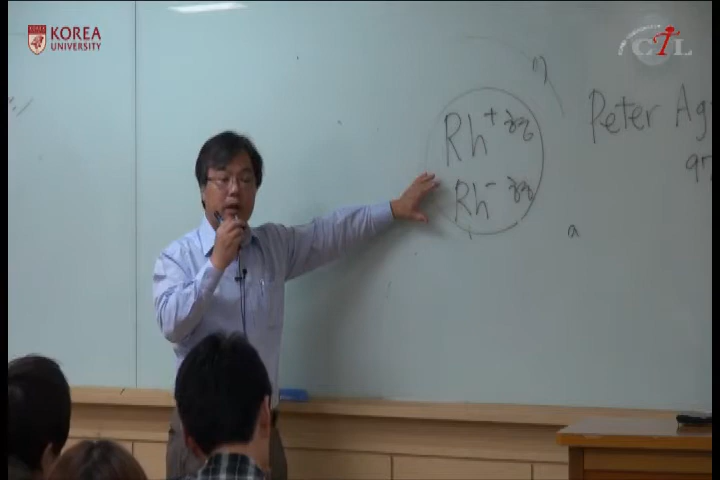 KOREA
UNIVERSITY
CTL
Rh⁺ 형
Rh⁻ 형
Peter Ag
a